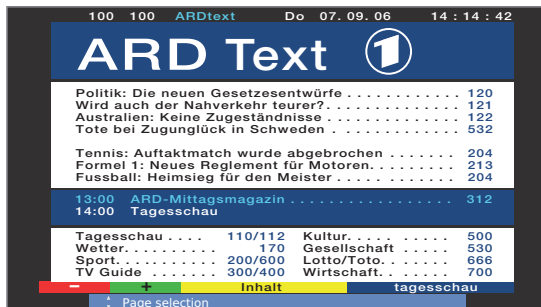 100 100 ARDtext Do 07. 09. 06 14 : 14 : 42
ARD Text 1
Politik: Die neuen Gesetzesentwürfe . . . . . . . . . . . . 120
Wird auch der Nahverkehr teurer?. . . . . . . . . . . . . . 121
Australien: Keine Zugeständnisse . . . . . . . . . . . . . 122
Tote bei Zugunglück in Schweden . . . . . . . . . . . . . 532
Tennis: Auftaktmatch wurde abgebrochen . . . . . . . 204
Formel 1: Neues Reglement für Motoren. . . . . . . . . 213
Fussball: Heimsieg für den Meister . . . . . . . . . . . . 204
13:00 ARD-Mittagsmagazin . . . . . . . . . . . . . . . . . 312
14:00 Tagesschau
Tagesschau . . . . 110/112 Kultur. . . . . . . . . 500
Wetter. . . . . . . . . . 170 Gesellschaft . . . . . 530
Sport. . . . . . . . . . 200/600 Lotto/Toto. . . . . . . 666
TV Guide . . . . . . . 300/400 Wirtschaft. . . . . . . 700
− + Inhalt tagesschau
Page selection